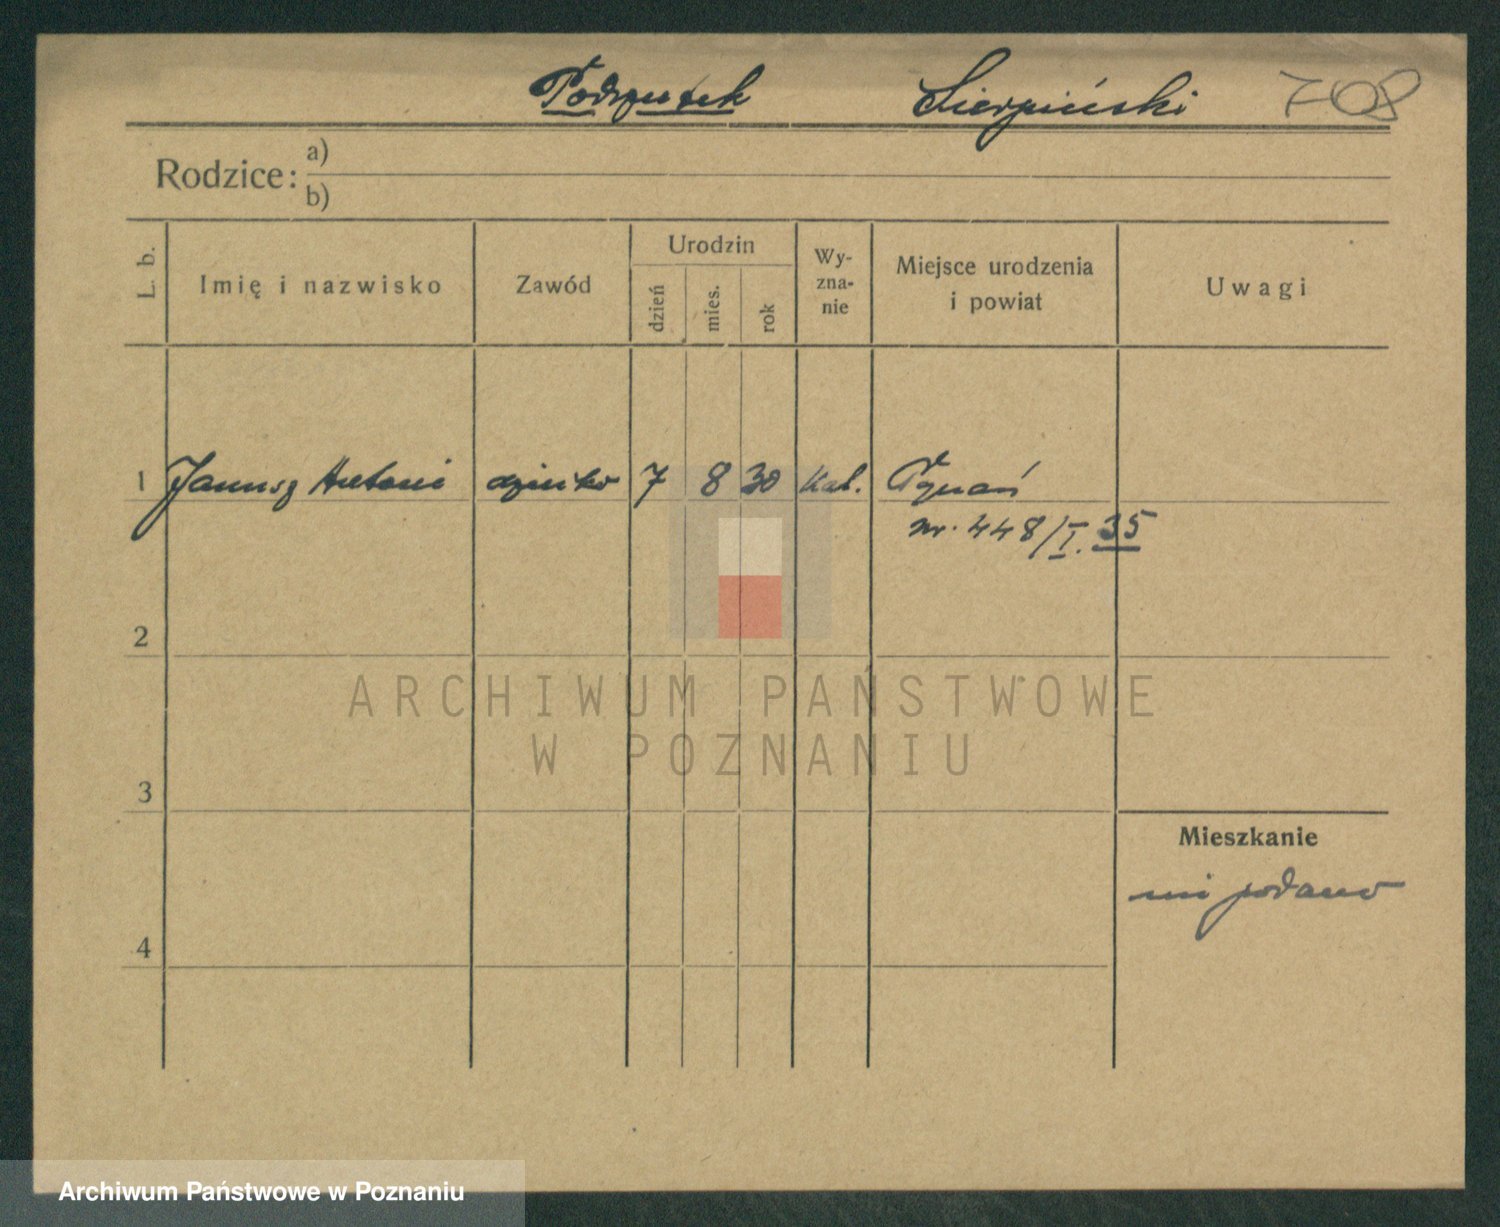 Podrzutek Sierpiński 708
Rodzice: a)
b)
L. b.
Imię i nazwisko
Zawód
Urodzin
dzień
mies.
rok
Wy-
zna-
nie
Miejsce urodzenia
i powiat
Uwagi
1 Janusz Antoni dziecko 7 8 30 kat. Poznań
nr. 448/I. 35
2
ARCHIWUM PAŃSTWOWE
W POZNANIU
3
Mieszkanie
nie podano
4
Archiwum Państwowe w Poznaniu